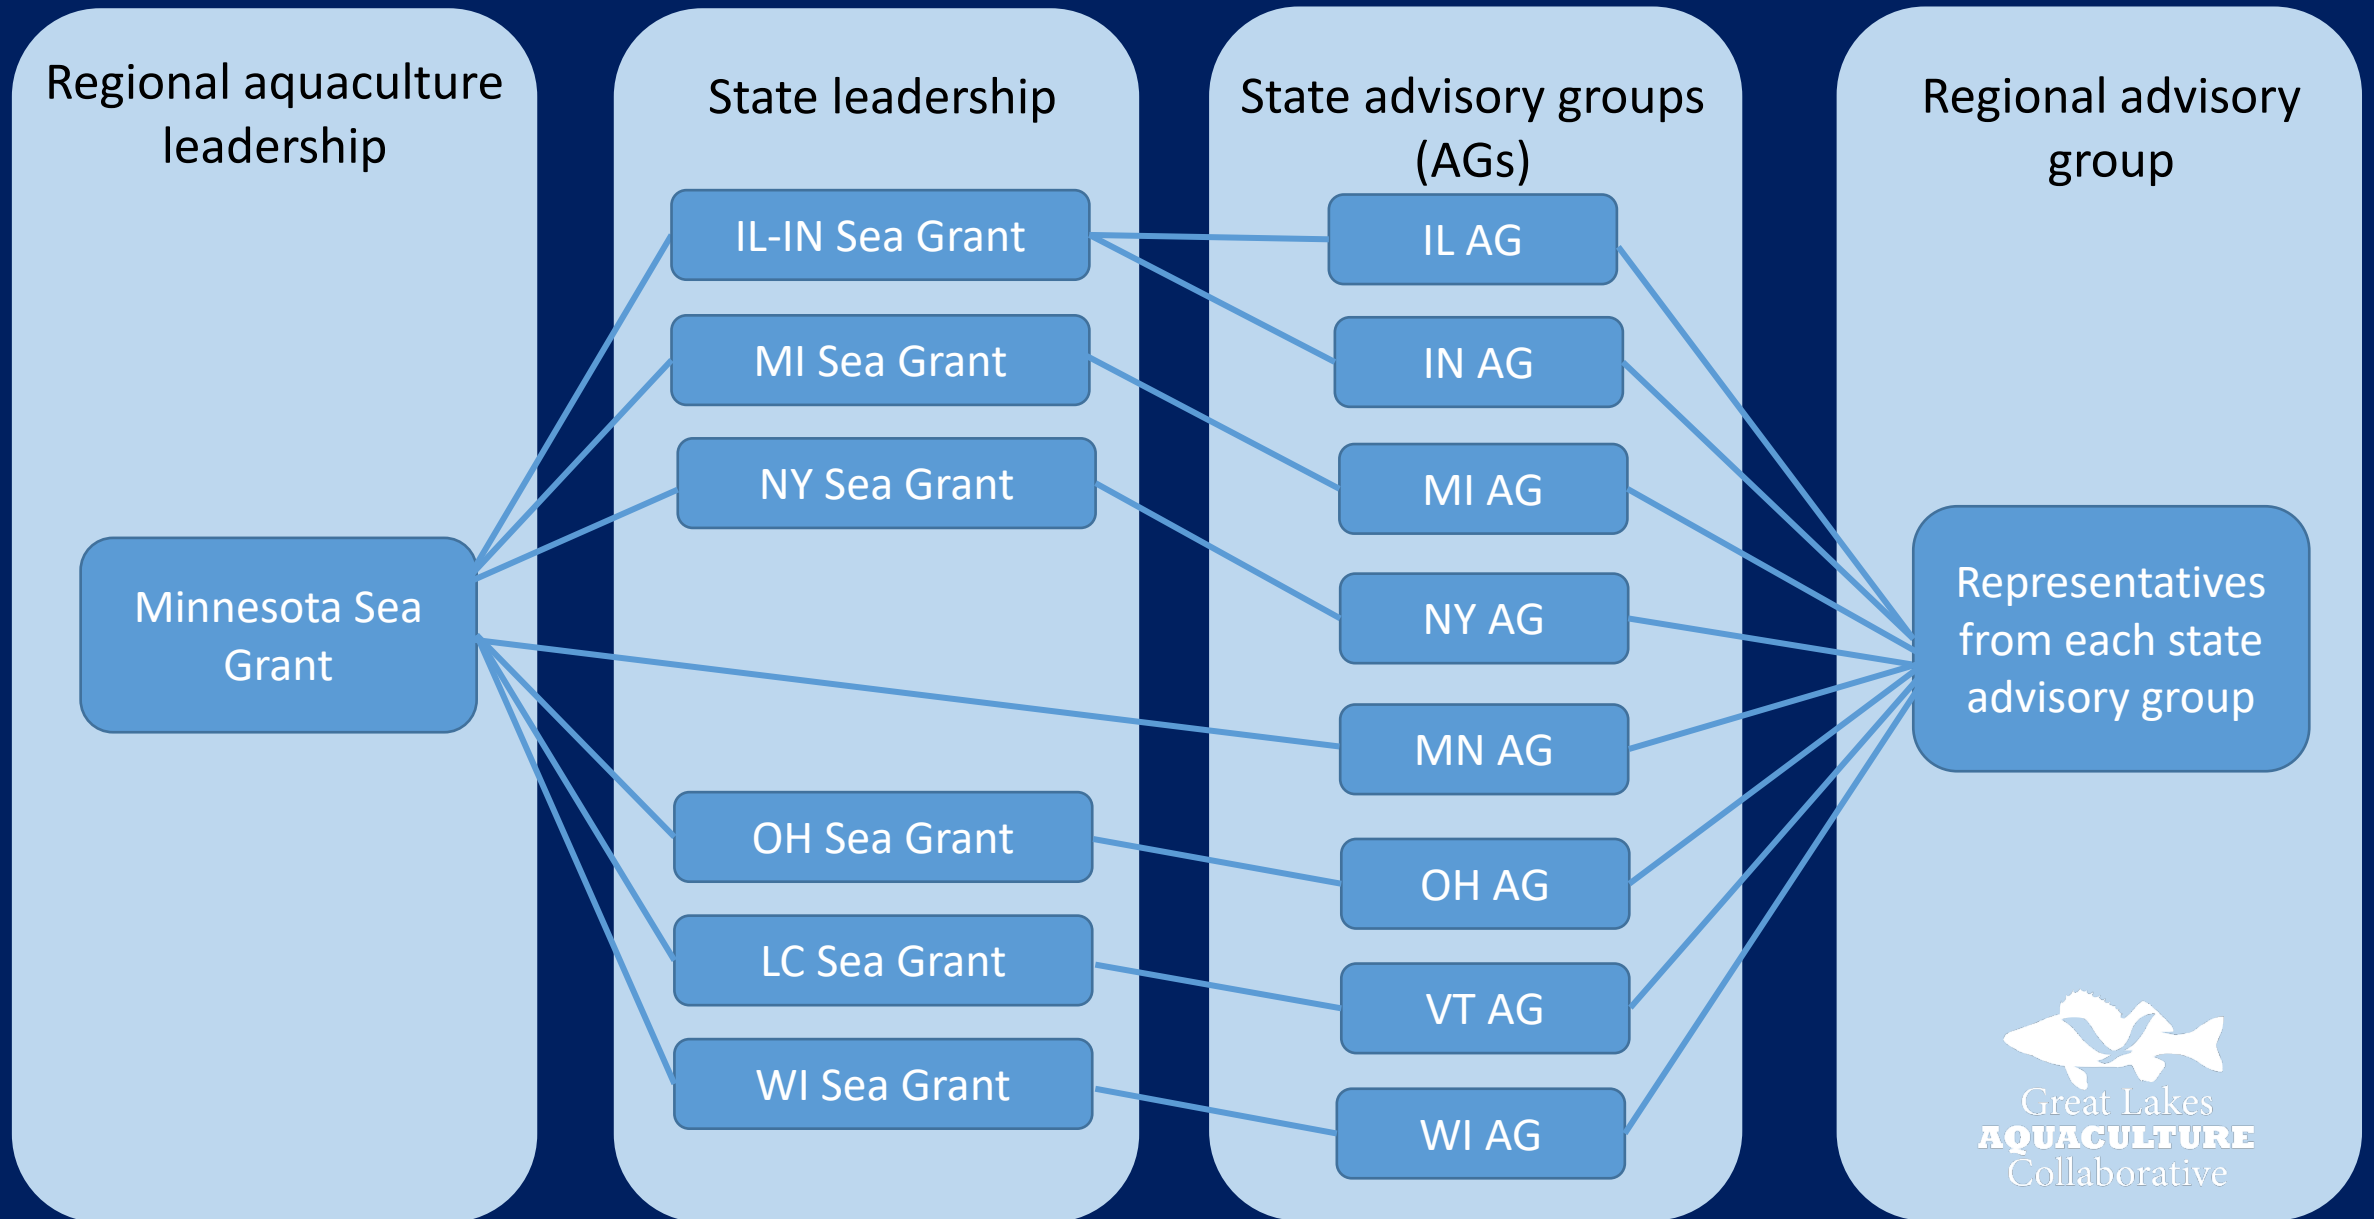 Regional aquaculture
leadership
Minnesota Sea
Grant
State leadership
IL-IN Sea Grant
MI Sea Grant
NY Sea Grant
OH Sea Grant
LC Sea Grant
WI Sea Grant
State advisory groups
(AGs)
IL AG
IN AG
MI AG
NY AG
MN AG
OH AG
VT AG
WI AG
Regional advisory
group
Representatives
from each state
advisory group
Great Lakes
AQUACULTURE
Collaborative